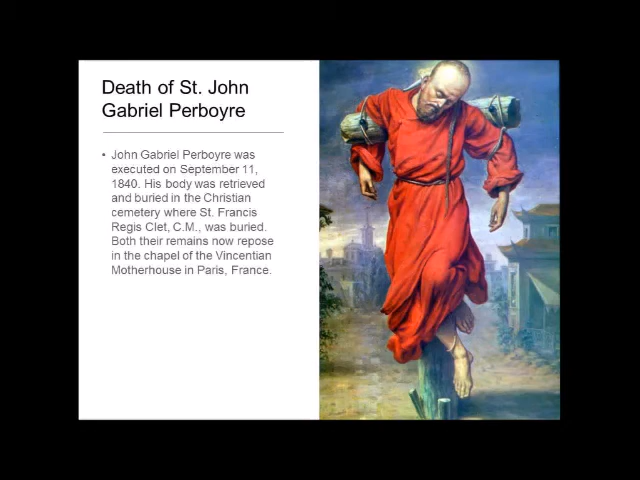 Death of St. John
Gabriel Perboyre
• John Gabriel Perboyre was
executed on September 11,
1840. His body was retrieved
and buried in the Christian
cemetery where St. Francis
Regis Clet, C.M., was buried.
Both their remains now repose
in the chapel of the Vincentian
Motherhouse in Paris, France.